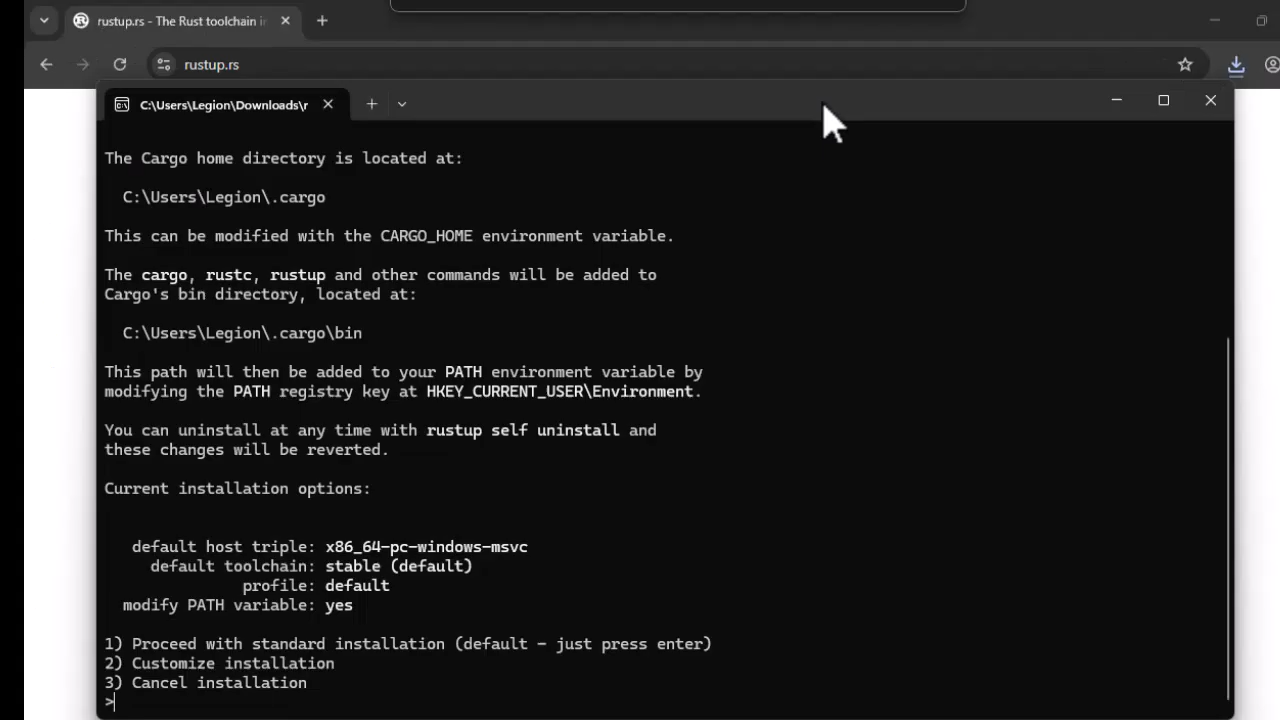 rustup.rs - The Rust toolchain i
rustup.rs
C:\Users\Legion\Downloads\r
The Cargo home directory is located at:
C:\Users\Legion\.cargo
This can be modified with the CARGO_HOME environment variable.
The cargo, rustc, rustup and other commands will be added to
Cargo's bin directory, located at:
C:\Users\Legion\.cargo\bin
This path will then be added to your PATH environment variable by
modifying the PATH registry key at HKEY_CURRENT_USER\Environment.
You can uninstall at any time with rustup self uninstall and
these changes will be reverted.
Current installation options:
default host triple: x86_64-pc-windows-msvc
default toolchain: stable (default)
profile: default
modify PATH variable: yes
1) Proceed with standard installation (default - just press enter)
2) Customize installation
3) Cancel installation
>